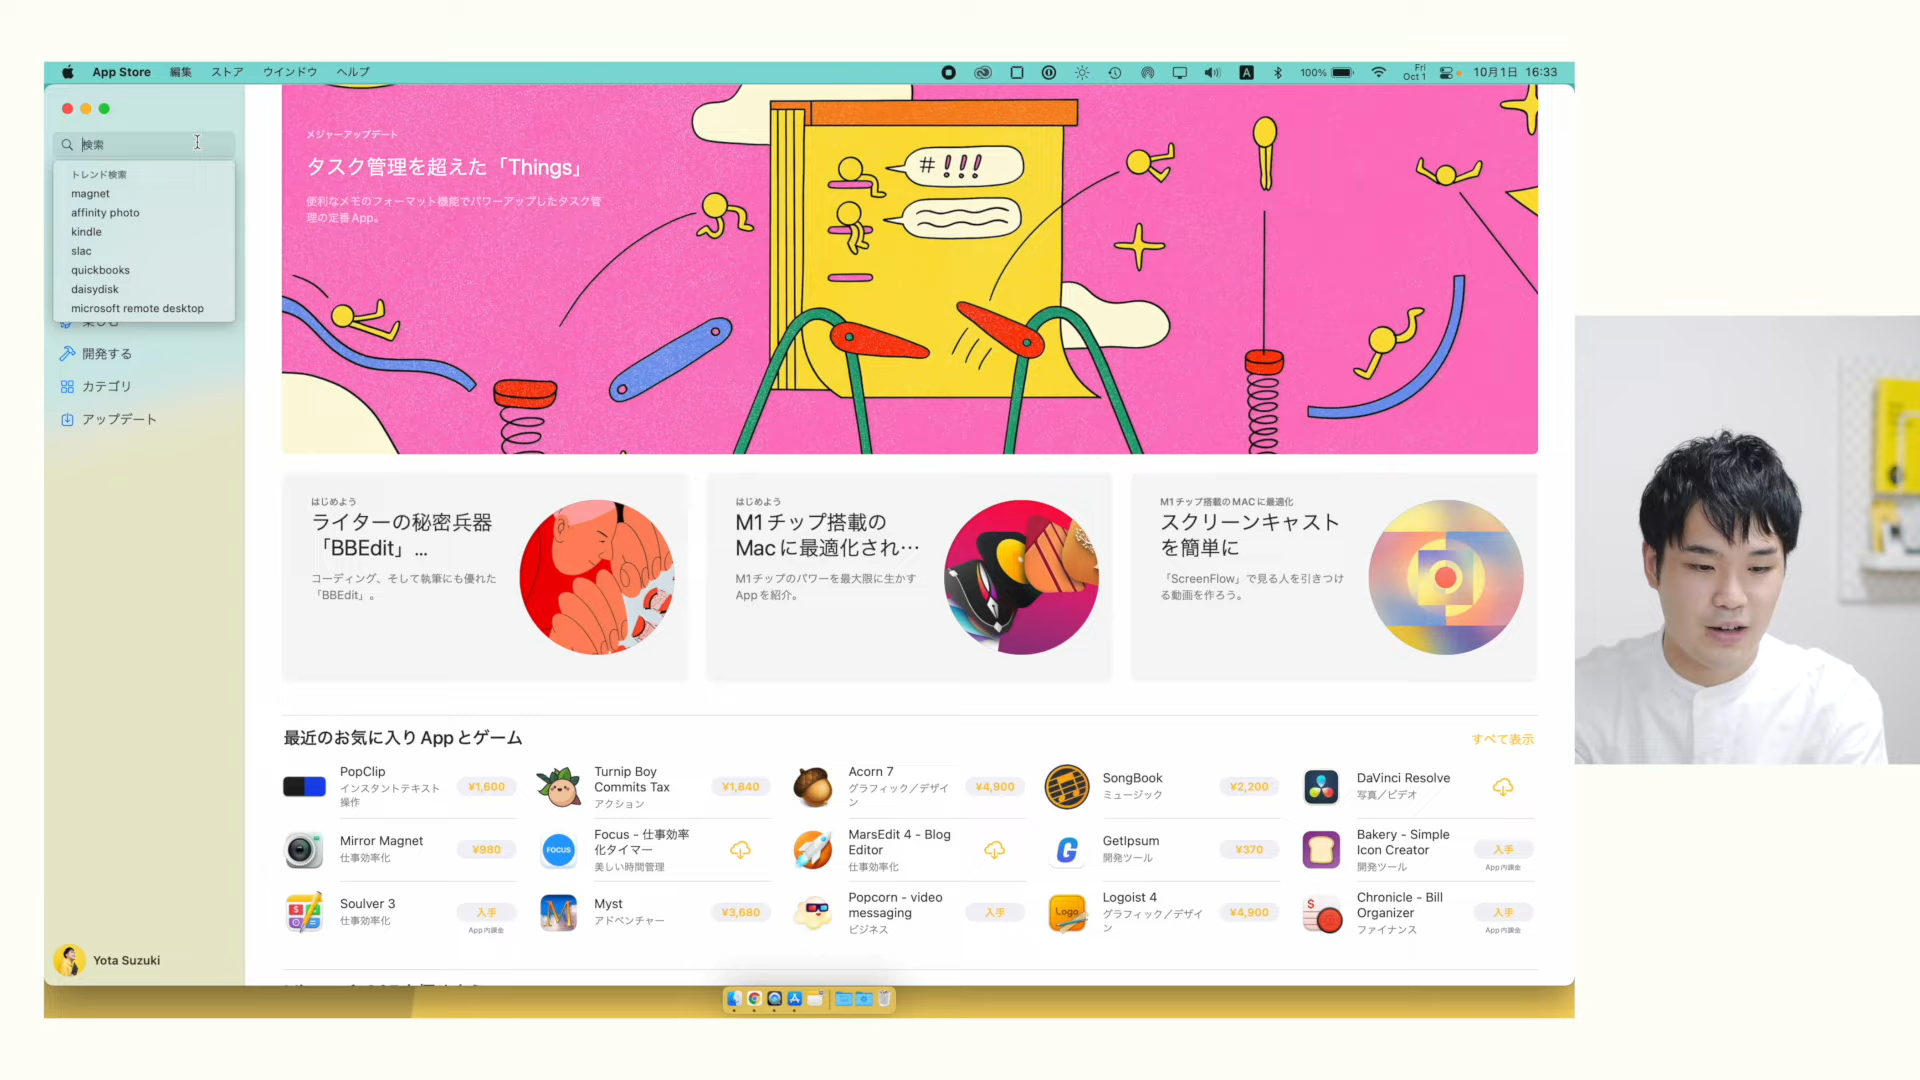 App Store 編集 ストア ウインドウ ヘルプ
A 100% Fri Oct 1 10月1日 16:33
検索
トレンド検索
magnet
affinity photo
kindle
slac
quickbooks
daisydisk
microsoft remote desktop
開発する
カテゴリ
アップデート
Yota Suzuki
メジャーアップデート
タスク管理を超えた「Things」
便利なメモのフォーマット機能でパワーアップしたタスク管
理の定番App。
#!!!
はじめよう
ライターの秘密兵器
「BBEdit」...
コーディング、そして執筆にも優れた
「BBEdit」。
はじめよう
M1チップ搭載の
Macに最適化され…
M1チップのパワーを最大限に生かす
Appを紹介。
M1チップ搭載のMACに最適化
スクリーンキャスト
を簡単に
「ScreenFlow」で見る人を引きつけ
る動画を作ろう。
最近のお気に入りAppとゲーム
すべて表示
PopClip
インスタントテキスト
操作
¥1,600
Turnip Boy
Commits Tax
アクション
¥1,840
Acorn 7
グラフィック／デザイ
ン
¥4,900
SongBook
ミュージック
¥2,200
DaVinci Resolve
写真／ビデオ
Mirror Magnet
仕事効率化
¥980
FOCUS
Focus - 仕事効率
化タイマー
美しい時間管理
MarsEdit 4 - Blog
Editor
仕事効率化
G
GetIpsum
開発ツール
¥370
Bakery - Simple
Icon Creator
開発ツール
入手
App内課金
Soulver 3
仕事効率化
入手
App内課金
M
Myst
アドベンチャー
¥3,680
Popcorn - video
messaging
ビジネス
入手
Logo
Logoist 4
グラフィック／デザイ
ン
¥4,900
$
Chronicle - Bill
Organizer
ファイナンス
入手
App内課金